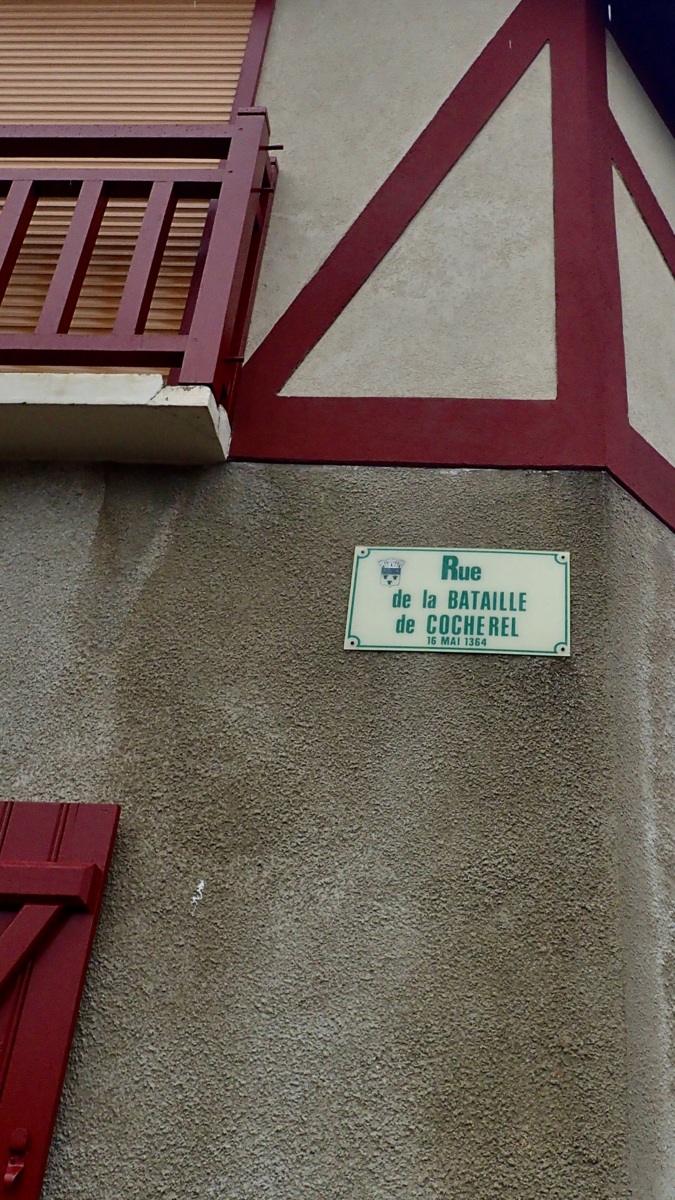 Rue
de la BATAILLE
de COCHEREL
16 MAI 1364